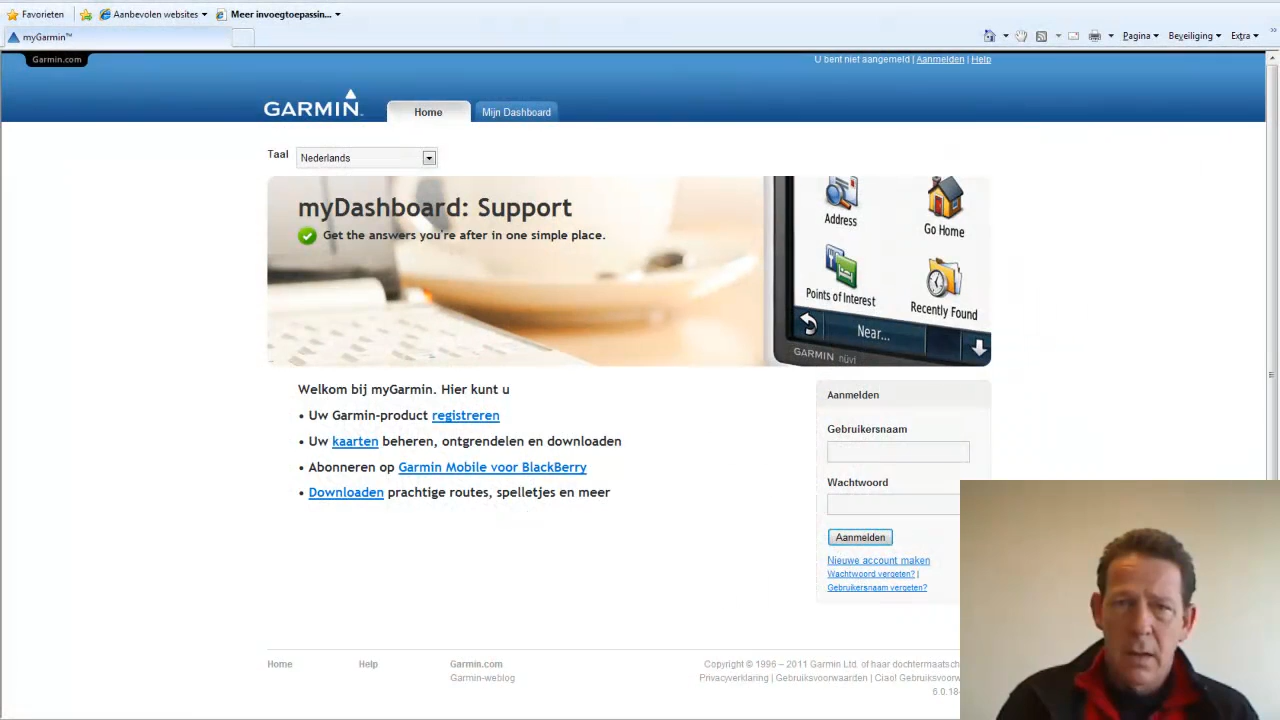 Favorieten Aanbevolen websites Meer invoegtoepassin...
myGarmin™ Pagina Beveiliging Extra »
Garmin.com U bent niet aangemeld | Aanmelden | Help
GARMIN Home Mijn Dashboard
Taal Nederlands
myDashboard: Support
Get the answers you're after in one simple place.
Address Go Home
Points of Interest Recently Found
Near...
GARMIN nüvi
Welkom bij myGarmin. Hier kunt u
• Uw Garmin-product registreren
• Uw kaarten beheren, ontgrendelen en downloaden
• Abonneren op Garmin Mobile voor BlackBerry
• Downloaden prachtige routes, spelletjes en meer
Aanmelden
Gebruikersnaam
Wachtwoord
Aanmelden
Nieuwe account maken
Wachtwoord vergeten? |
Gebruikersnaam vergeten?
Home Help Garmin.com Copyright © 1996 – 2011 Garmin Ltd. of haar
Garmin-weblog Privacyverklaring | Gebruiksvoorwaarden | Ciao!